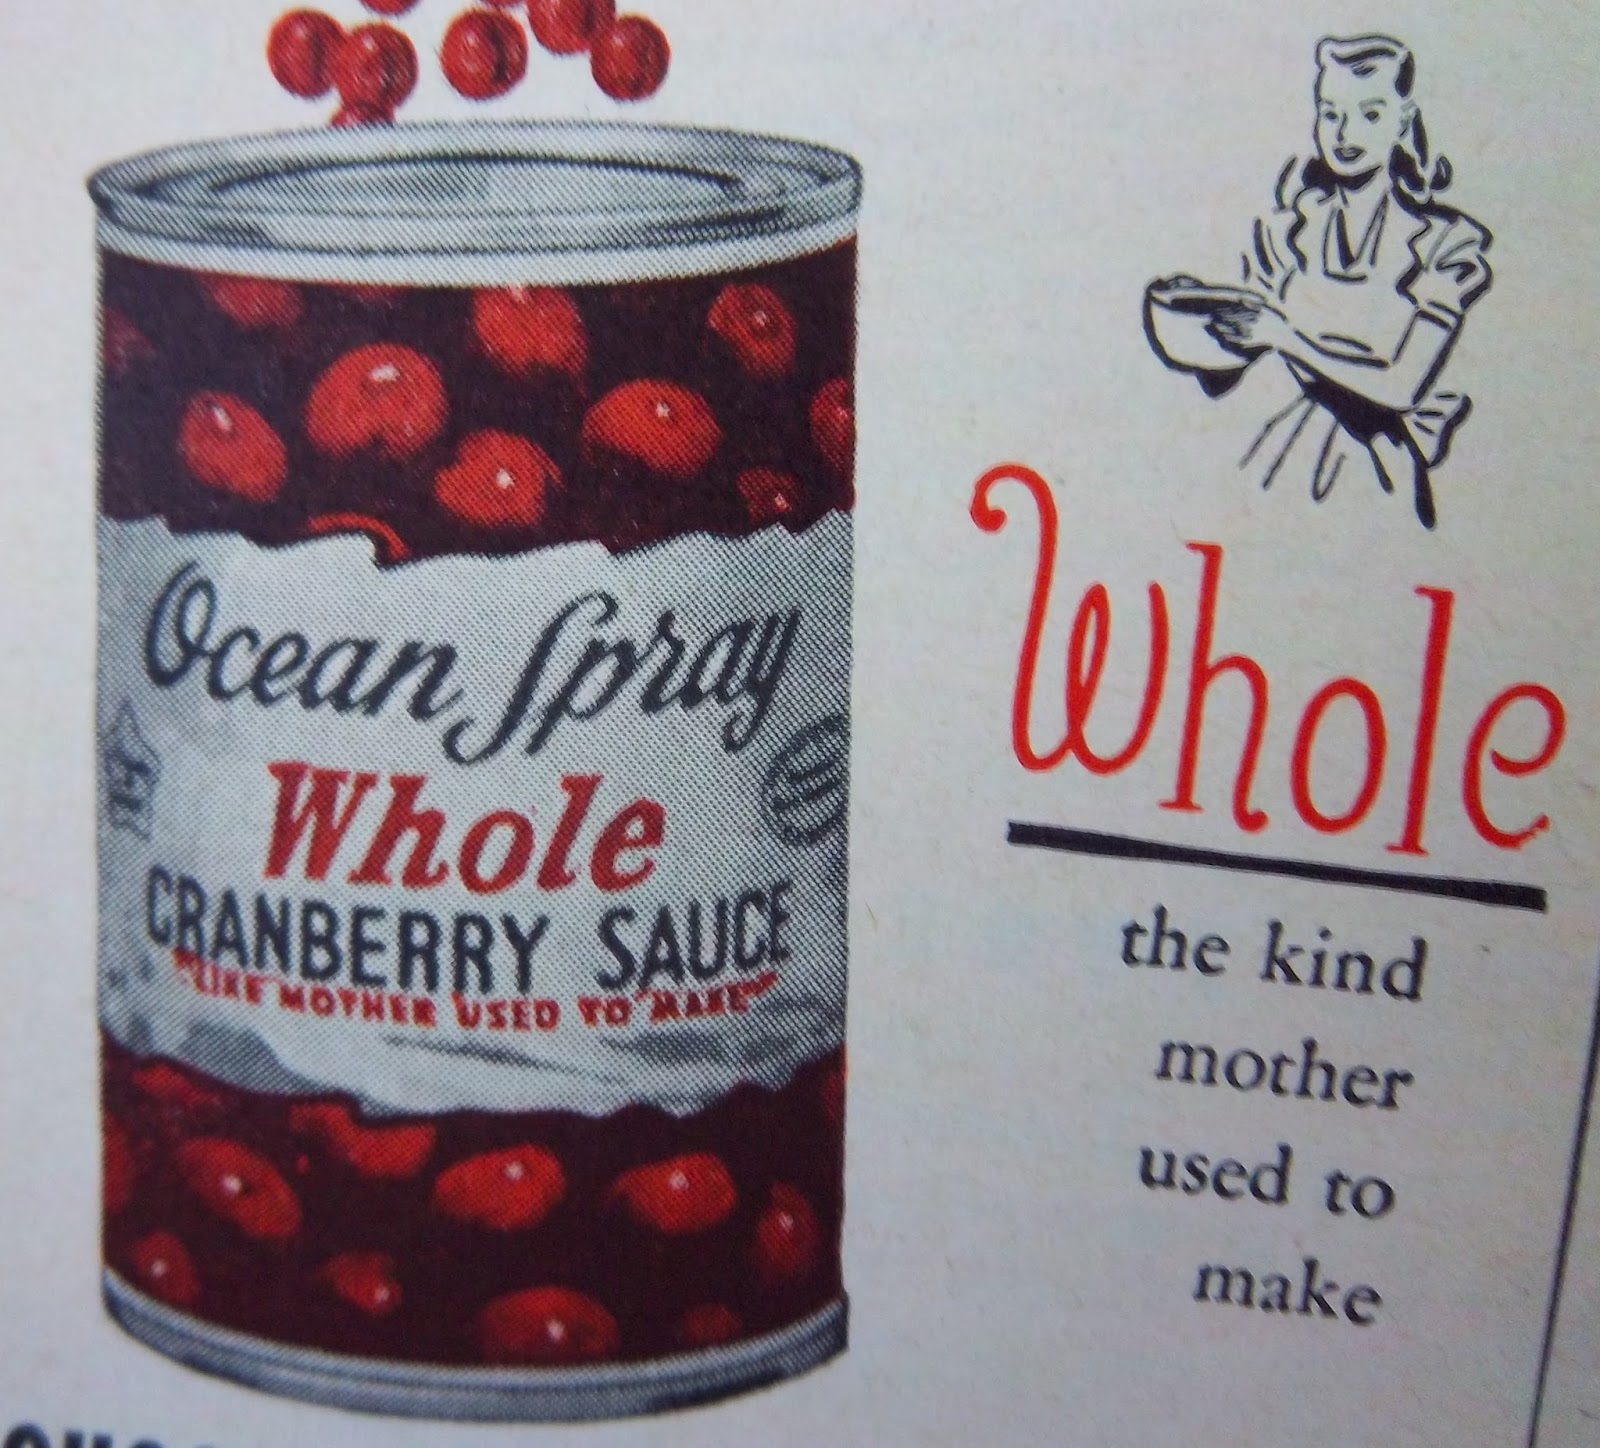 Ocean Spray
Whole
CRANBERRY SAUCE
"LIKE MOTHER USED TO MAKE"
Whole
the kind
mother
used to
make